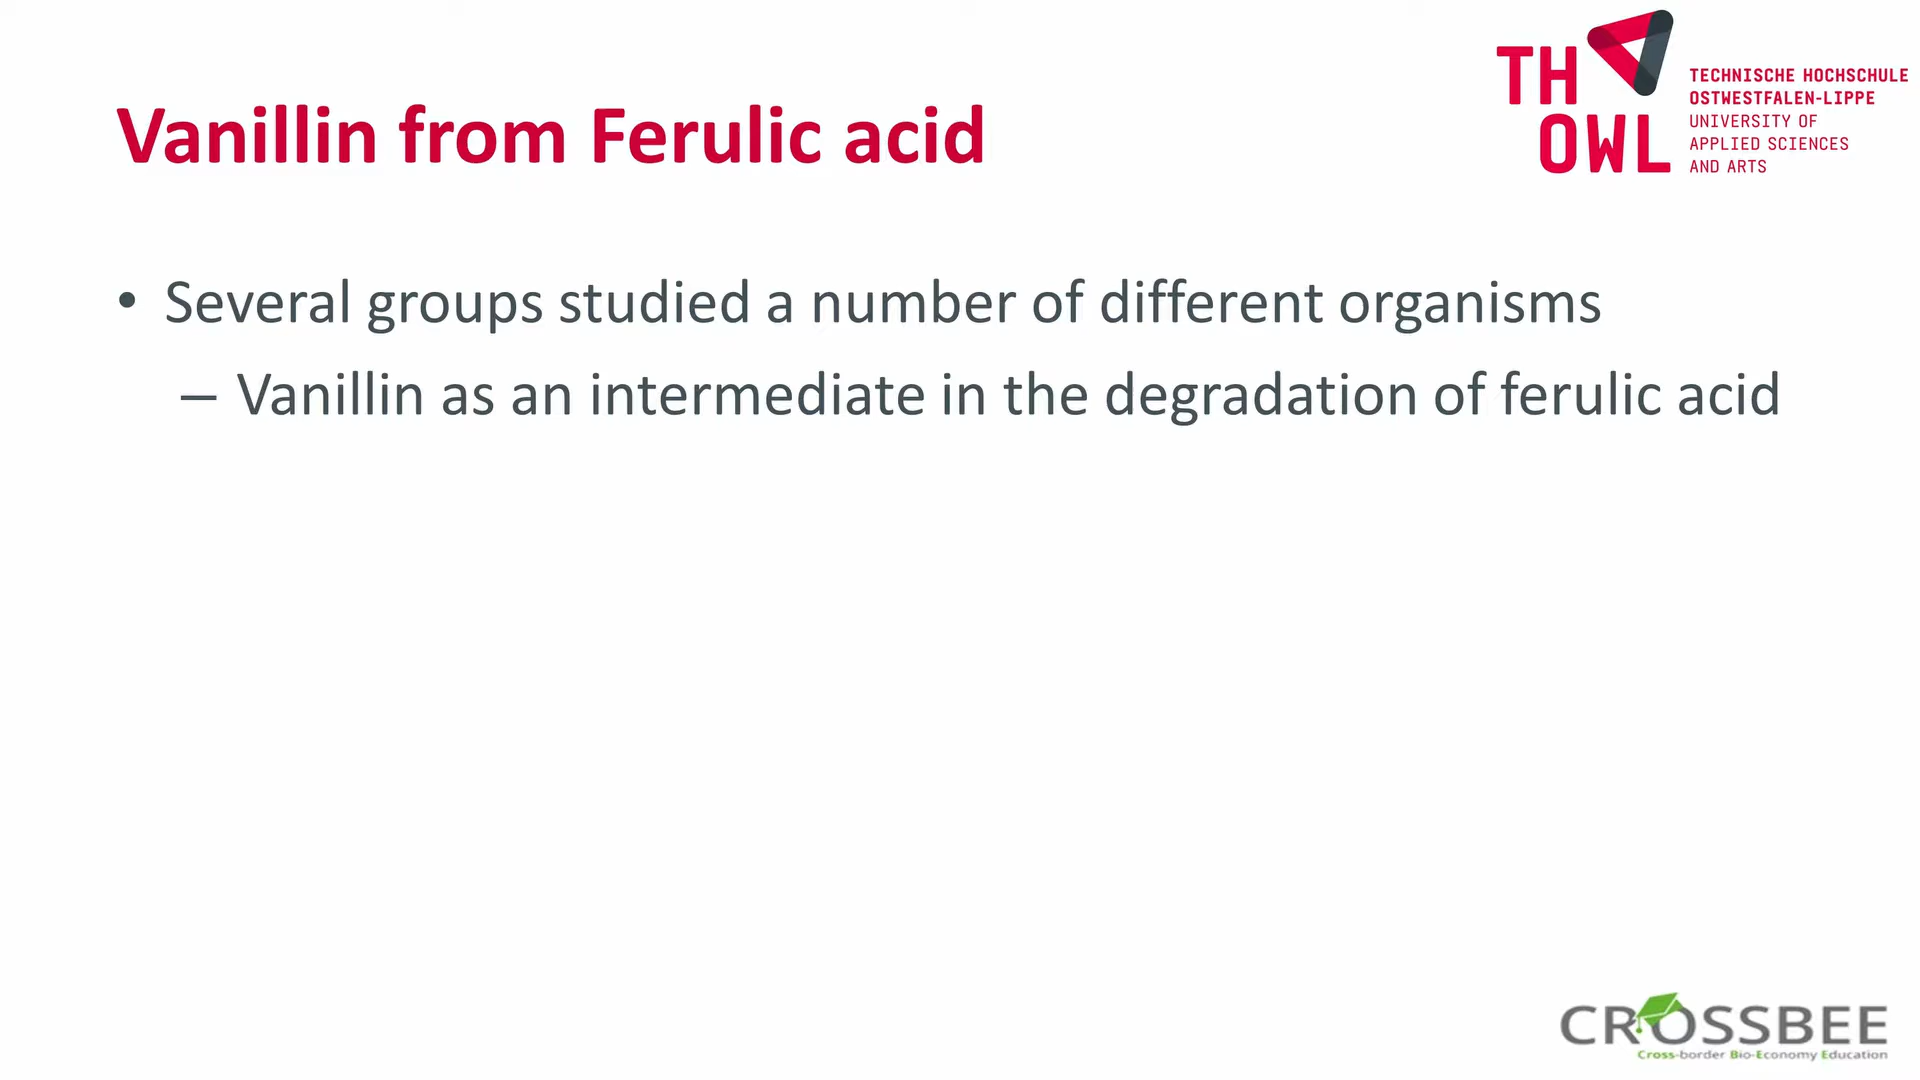 Vanillin from Ferulic acid
TH
OWL
TECHNISCHE HOCHSCHULE
OSTWESTFALEN-LIPPE
UNIVERSITY OF
APPLIED SCIENCES
AND ARTS
• Several groups studied a number of different organisms
– Vanillin as an intermediate in the degradation of ferulic acid
CROSSBEE
Cross-border Bio-Economy Education